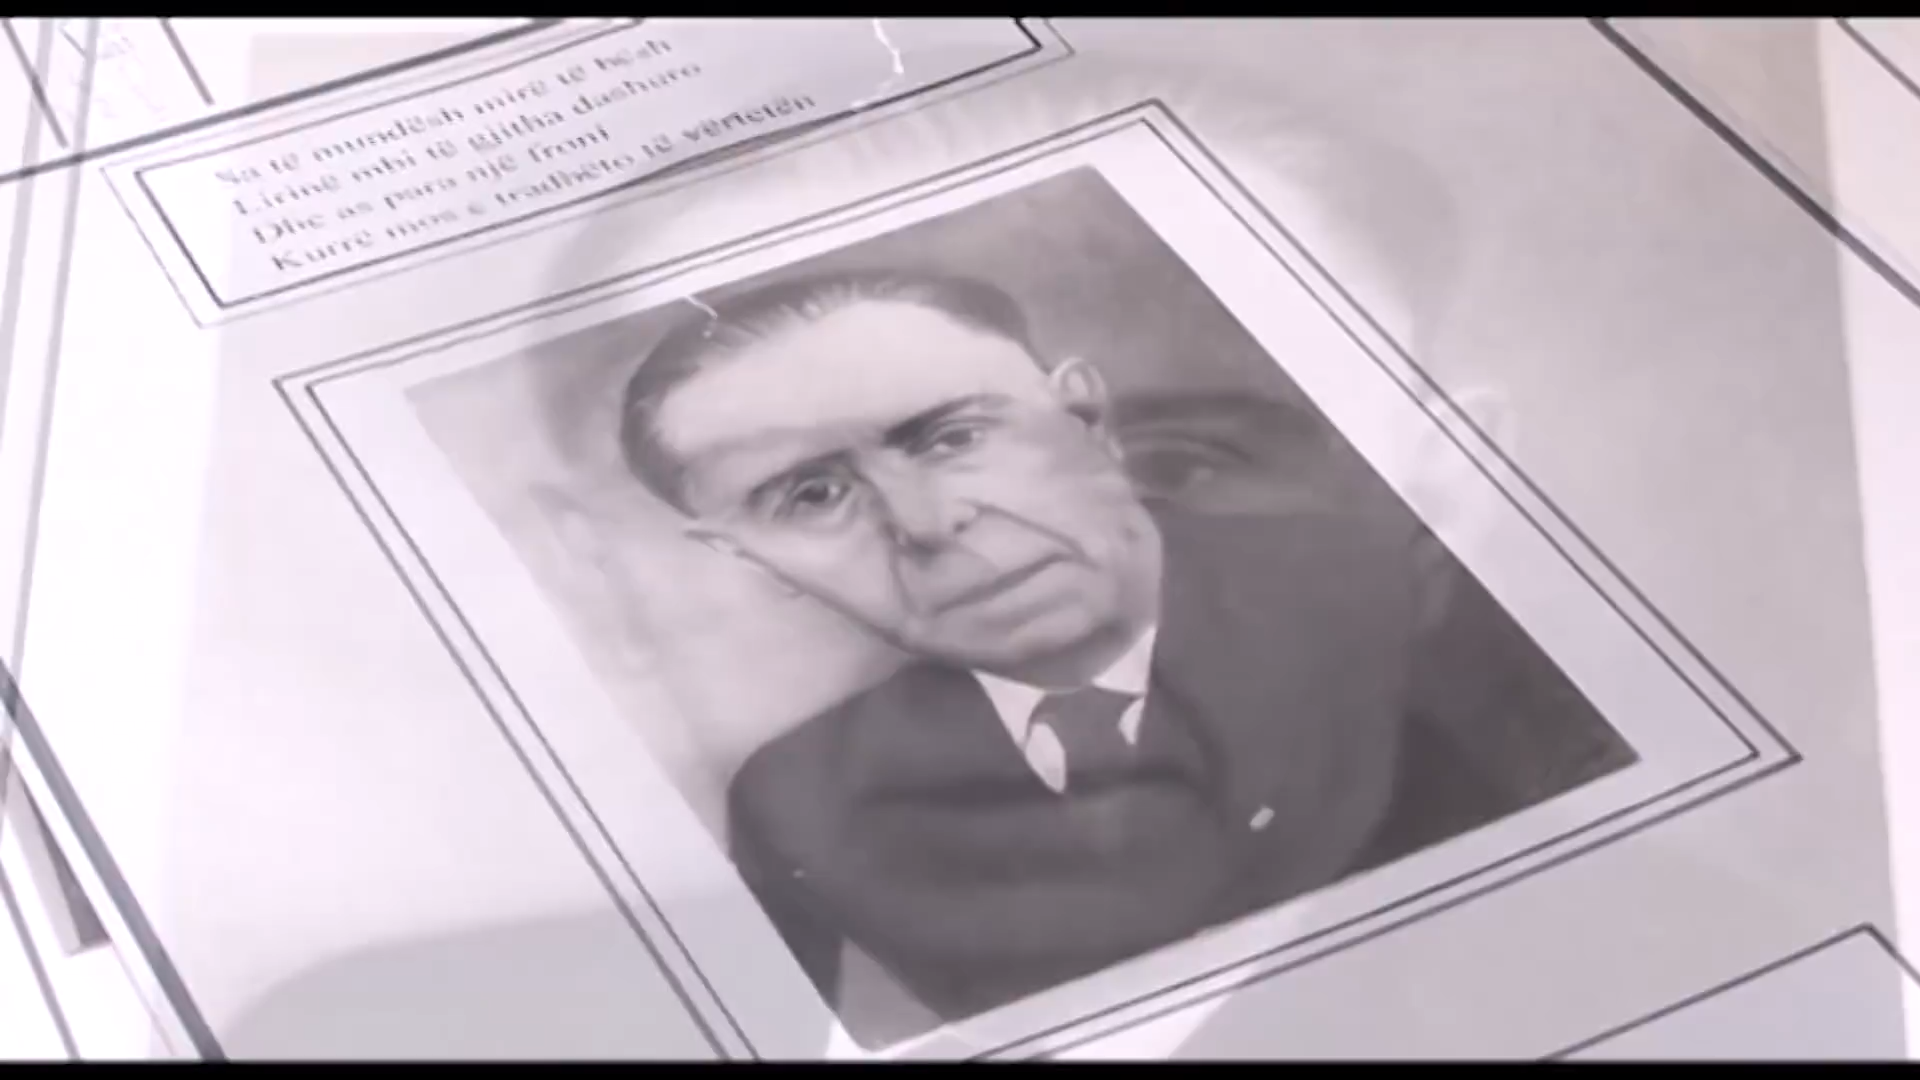 Sa të mundësh mirë të bësh
Lirinë mbi të gjitha dashuro
Dhe as para një froni
Kurrë mos e tradhëto të vërtetën